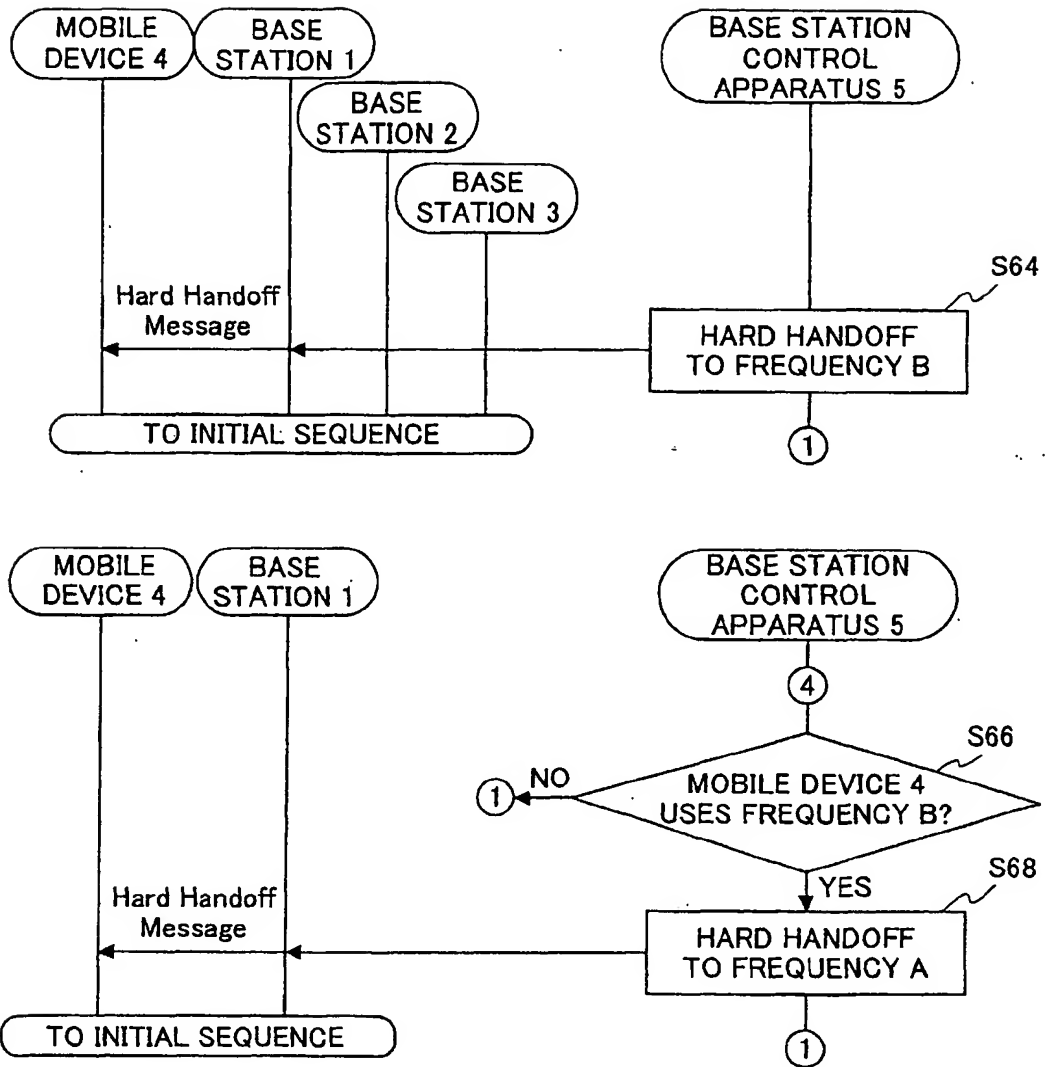 MOBILE
DEVICE 4
BASE
STATION 1
BASE
STATION 2
BASE
STATION 3
BASE STATION
CONTROL
APPARATUS 5
S64
Hard Handoff
Message
HARD HANDOFF
TO FREQUENCY B
TO INITIAL SEQUENCE
1
MOBILE
DEVICE 4
BASE
STATION 1
BASE STATION
CONTROL
APPARATUS 5
4
S66
1
NO
MOBILE DEVICE 4
USES FREQUENCY B?
YES
S68
Hard Handoff
Message
HARD HANDOFF
TO FREQUENCY A
TO INITIAL SEQUENCE
1